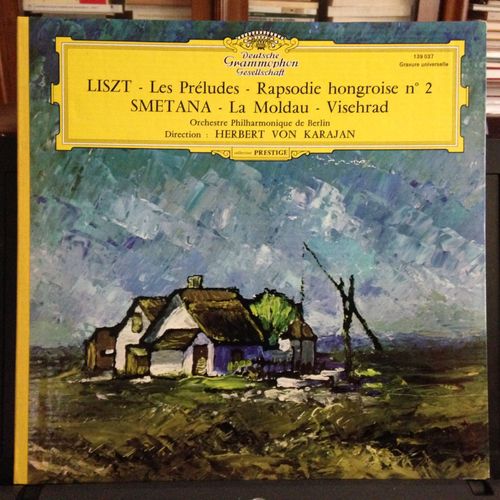 Deutsche
Grammophon
Gesellschaft
139 037
Gravure universelle
LISZT - Les Préludes - Rapsodie hongroise n° 2
SMETANA - La Moldau - Visehrad
Orchestre Philharmonique de Berlin
Direction : HERBERT VON KARAJAN
collection PRESTIGE